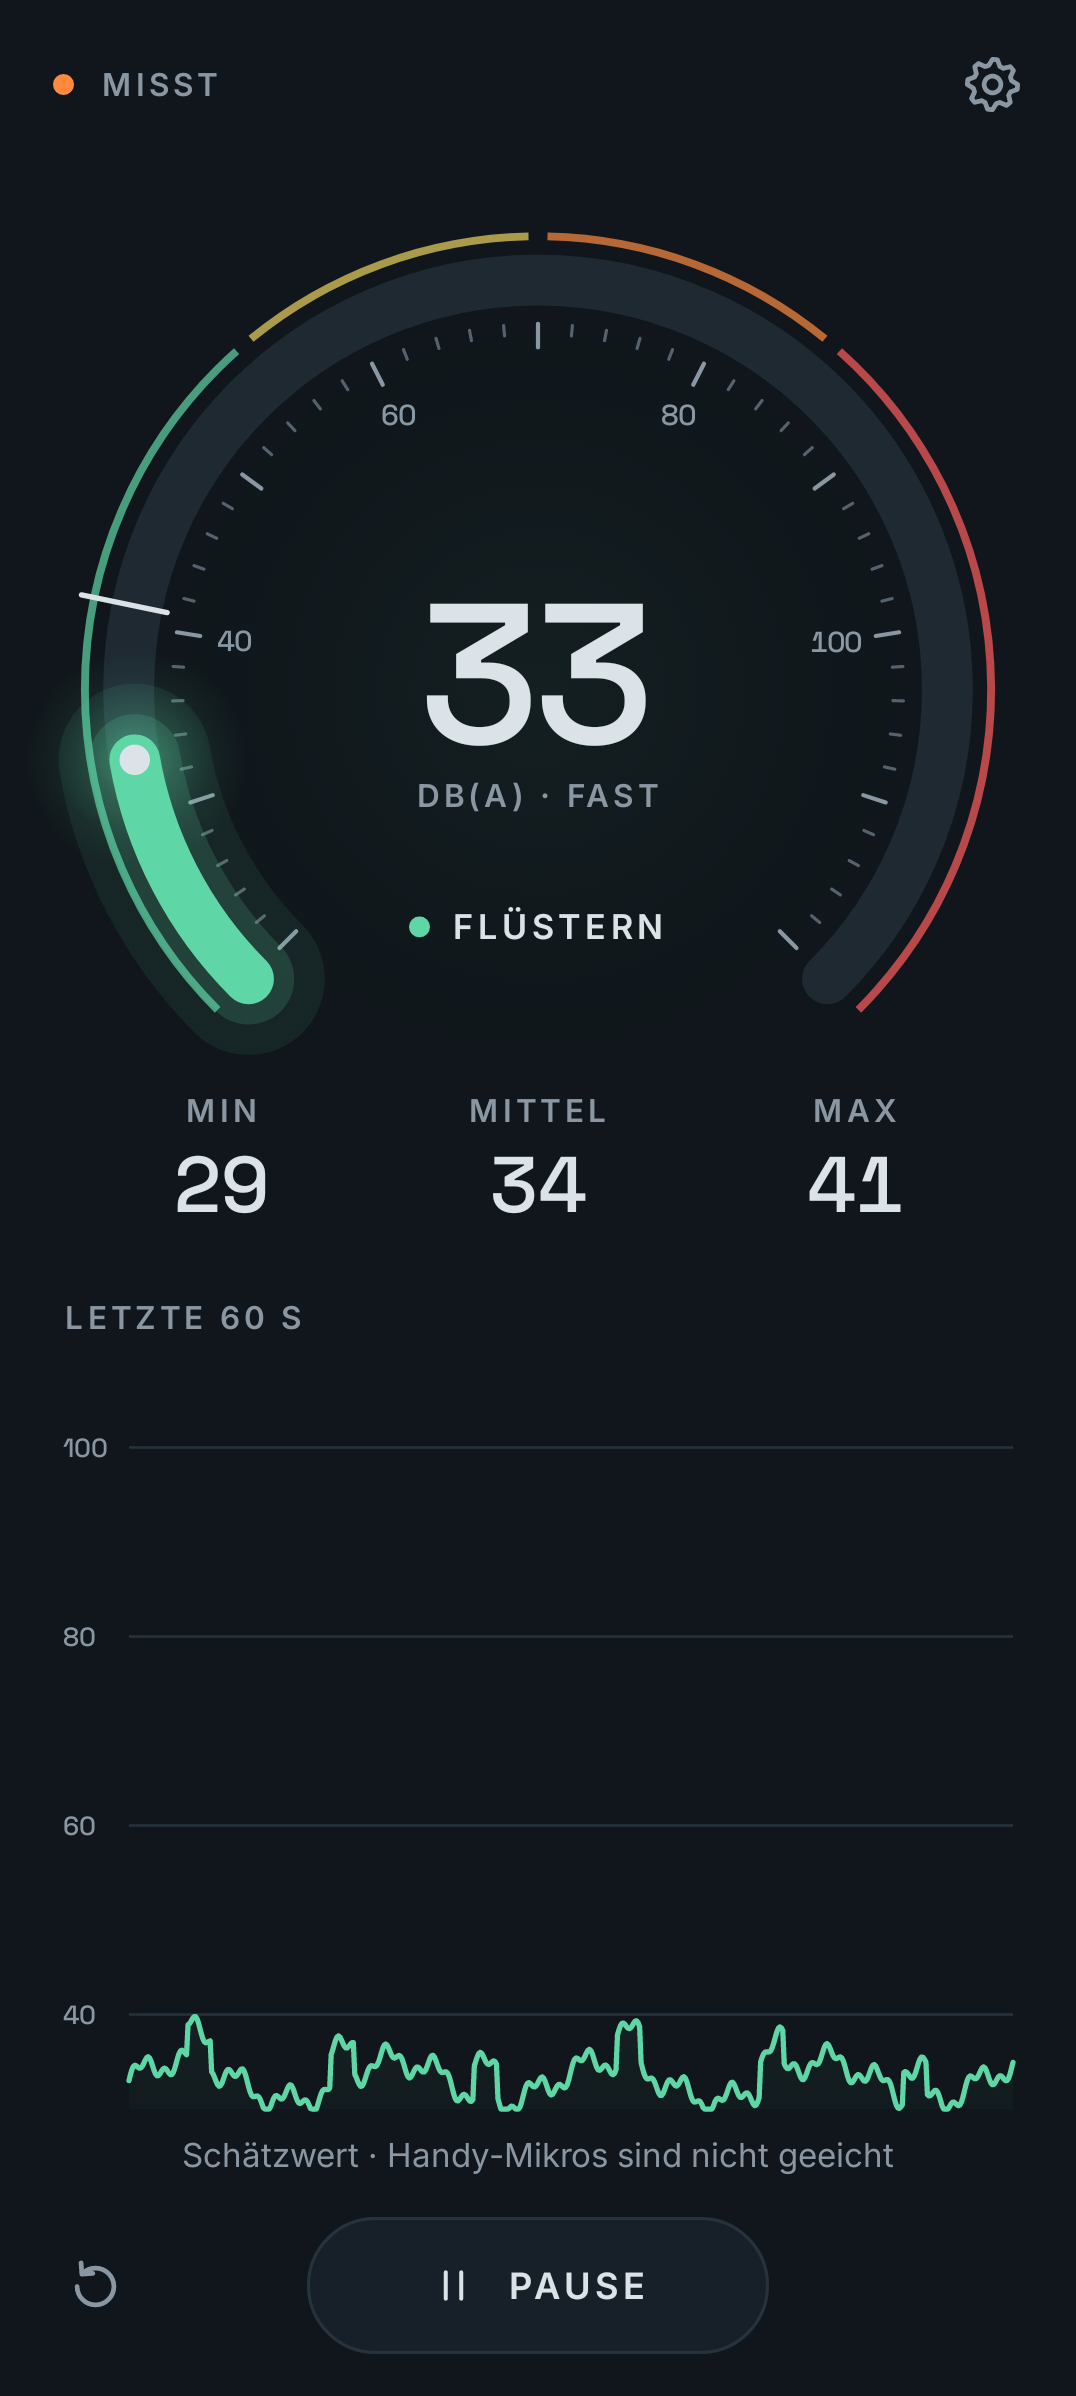 MISST
60 80
40 100
33
DB(A) · FAST
FLÜSTERN
MIN MITTEL MAX
29 34 41
LETZTE 60 S
100
80
60
40
Schätzwert · Handy-Mikros sind nicht geeicht
PAUSE